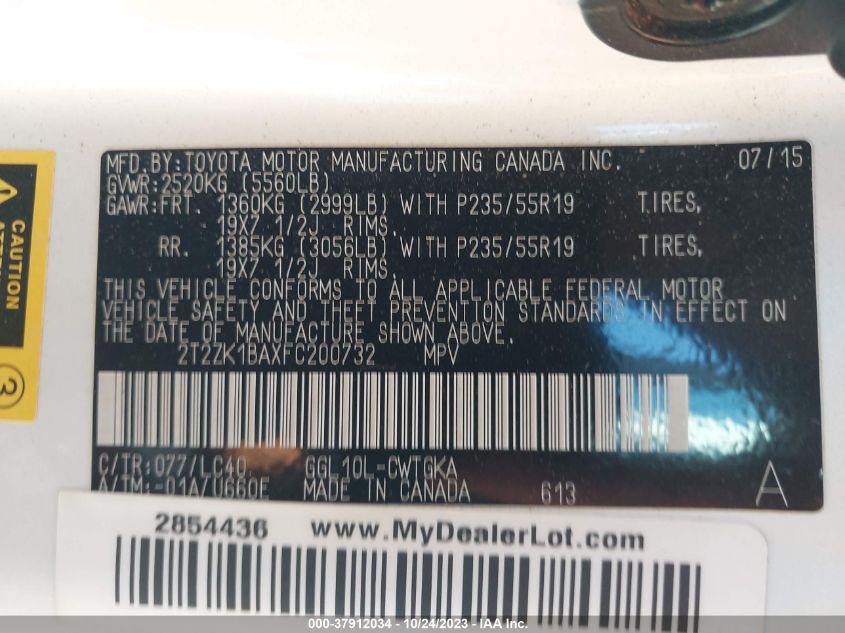 MFD.BY:TOYOTA MOTOR MANUFACTURING CANADA INC. 07/15
GVWR:2520KG (5560LB)
GAWR:FRT. 1360KG (2999LB) WITH P235/55R19 TIRES,
19X7 1/2J RIMS.
RR. 1385KG (3056LB) WITH P235/55R19 TIRES,
19X7 1/2J RIMS.
THIS VEHICLE CONFORMS TO ALL APPLICABLE FEDERAL MOTOR
VEHICLE SAFETY AND THEFT PREVENTION STANDARDS IN EFFECT ON
THE DATE OF MANUFACTURE SHOWN ABOVE.
2T2ZK1BAXFC200732 MPV
C/TR:077/LC40 GGL10L-CWTGKA
A/TM:-01A/U660E MADE IN CANADA 613 A
3
2854436 www.MyDealerLot.com
000-37912034 - 10/24/2023 - IAA Inc.